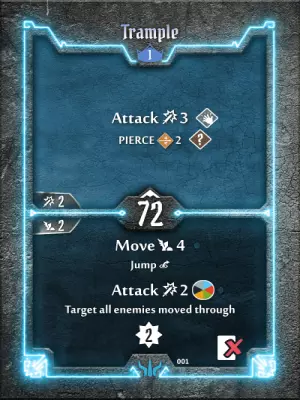 Trample
1
Attack 3
PIERCE 2 ?
2
72
2
Move 4
Jump
Attack 2
Target all enemies moved through
2
001